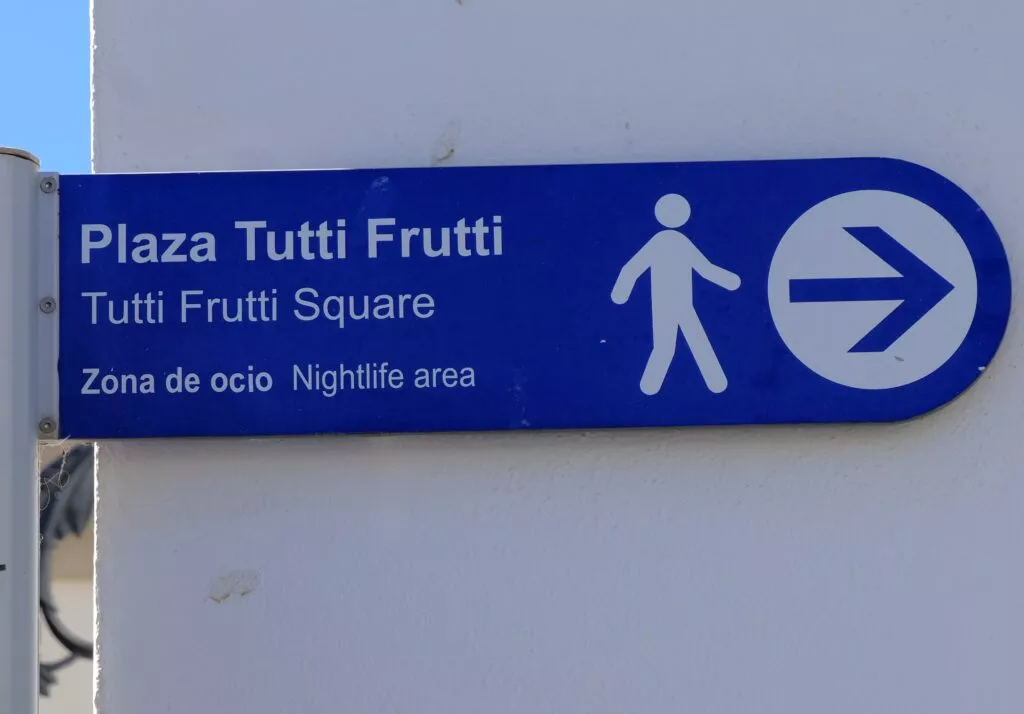 Plaza Tutti Frutti
Tutti Frutti Square
Zona de ocio Nightlife area